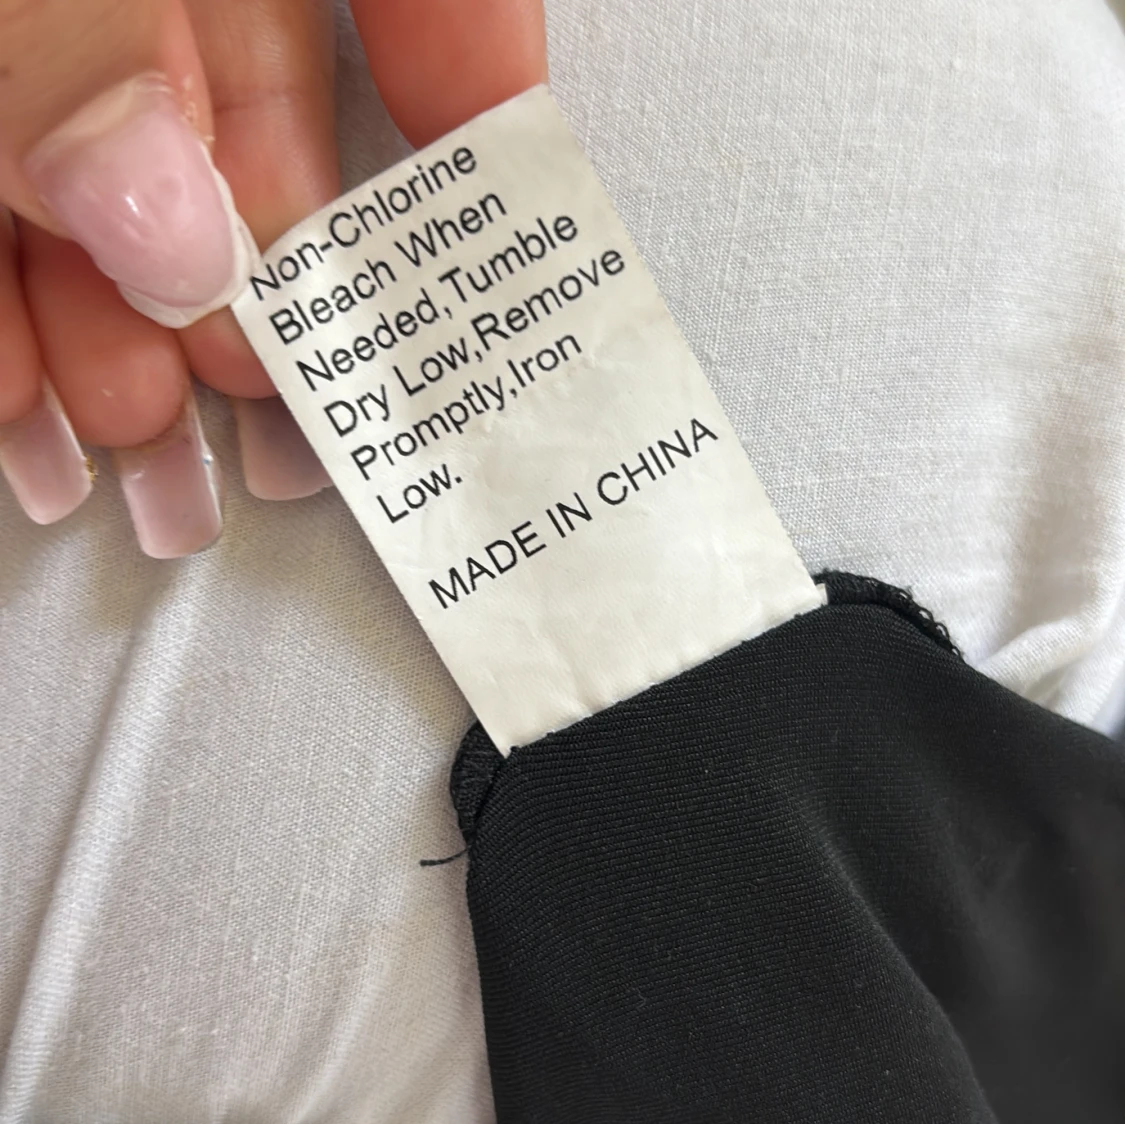 Non-Chlorine
Bleach When
Needed,Tumble
Dry Low,Remove
Promptly,Iron
Low.
MADE IN CHINA